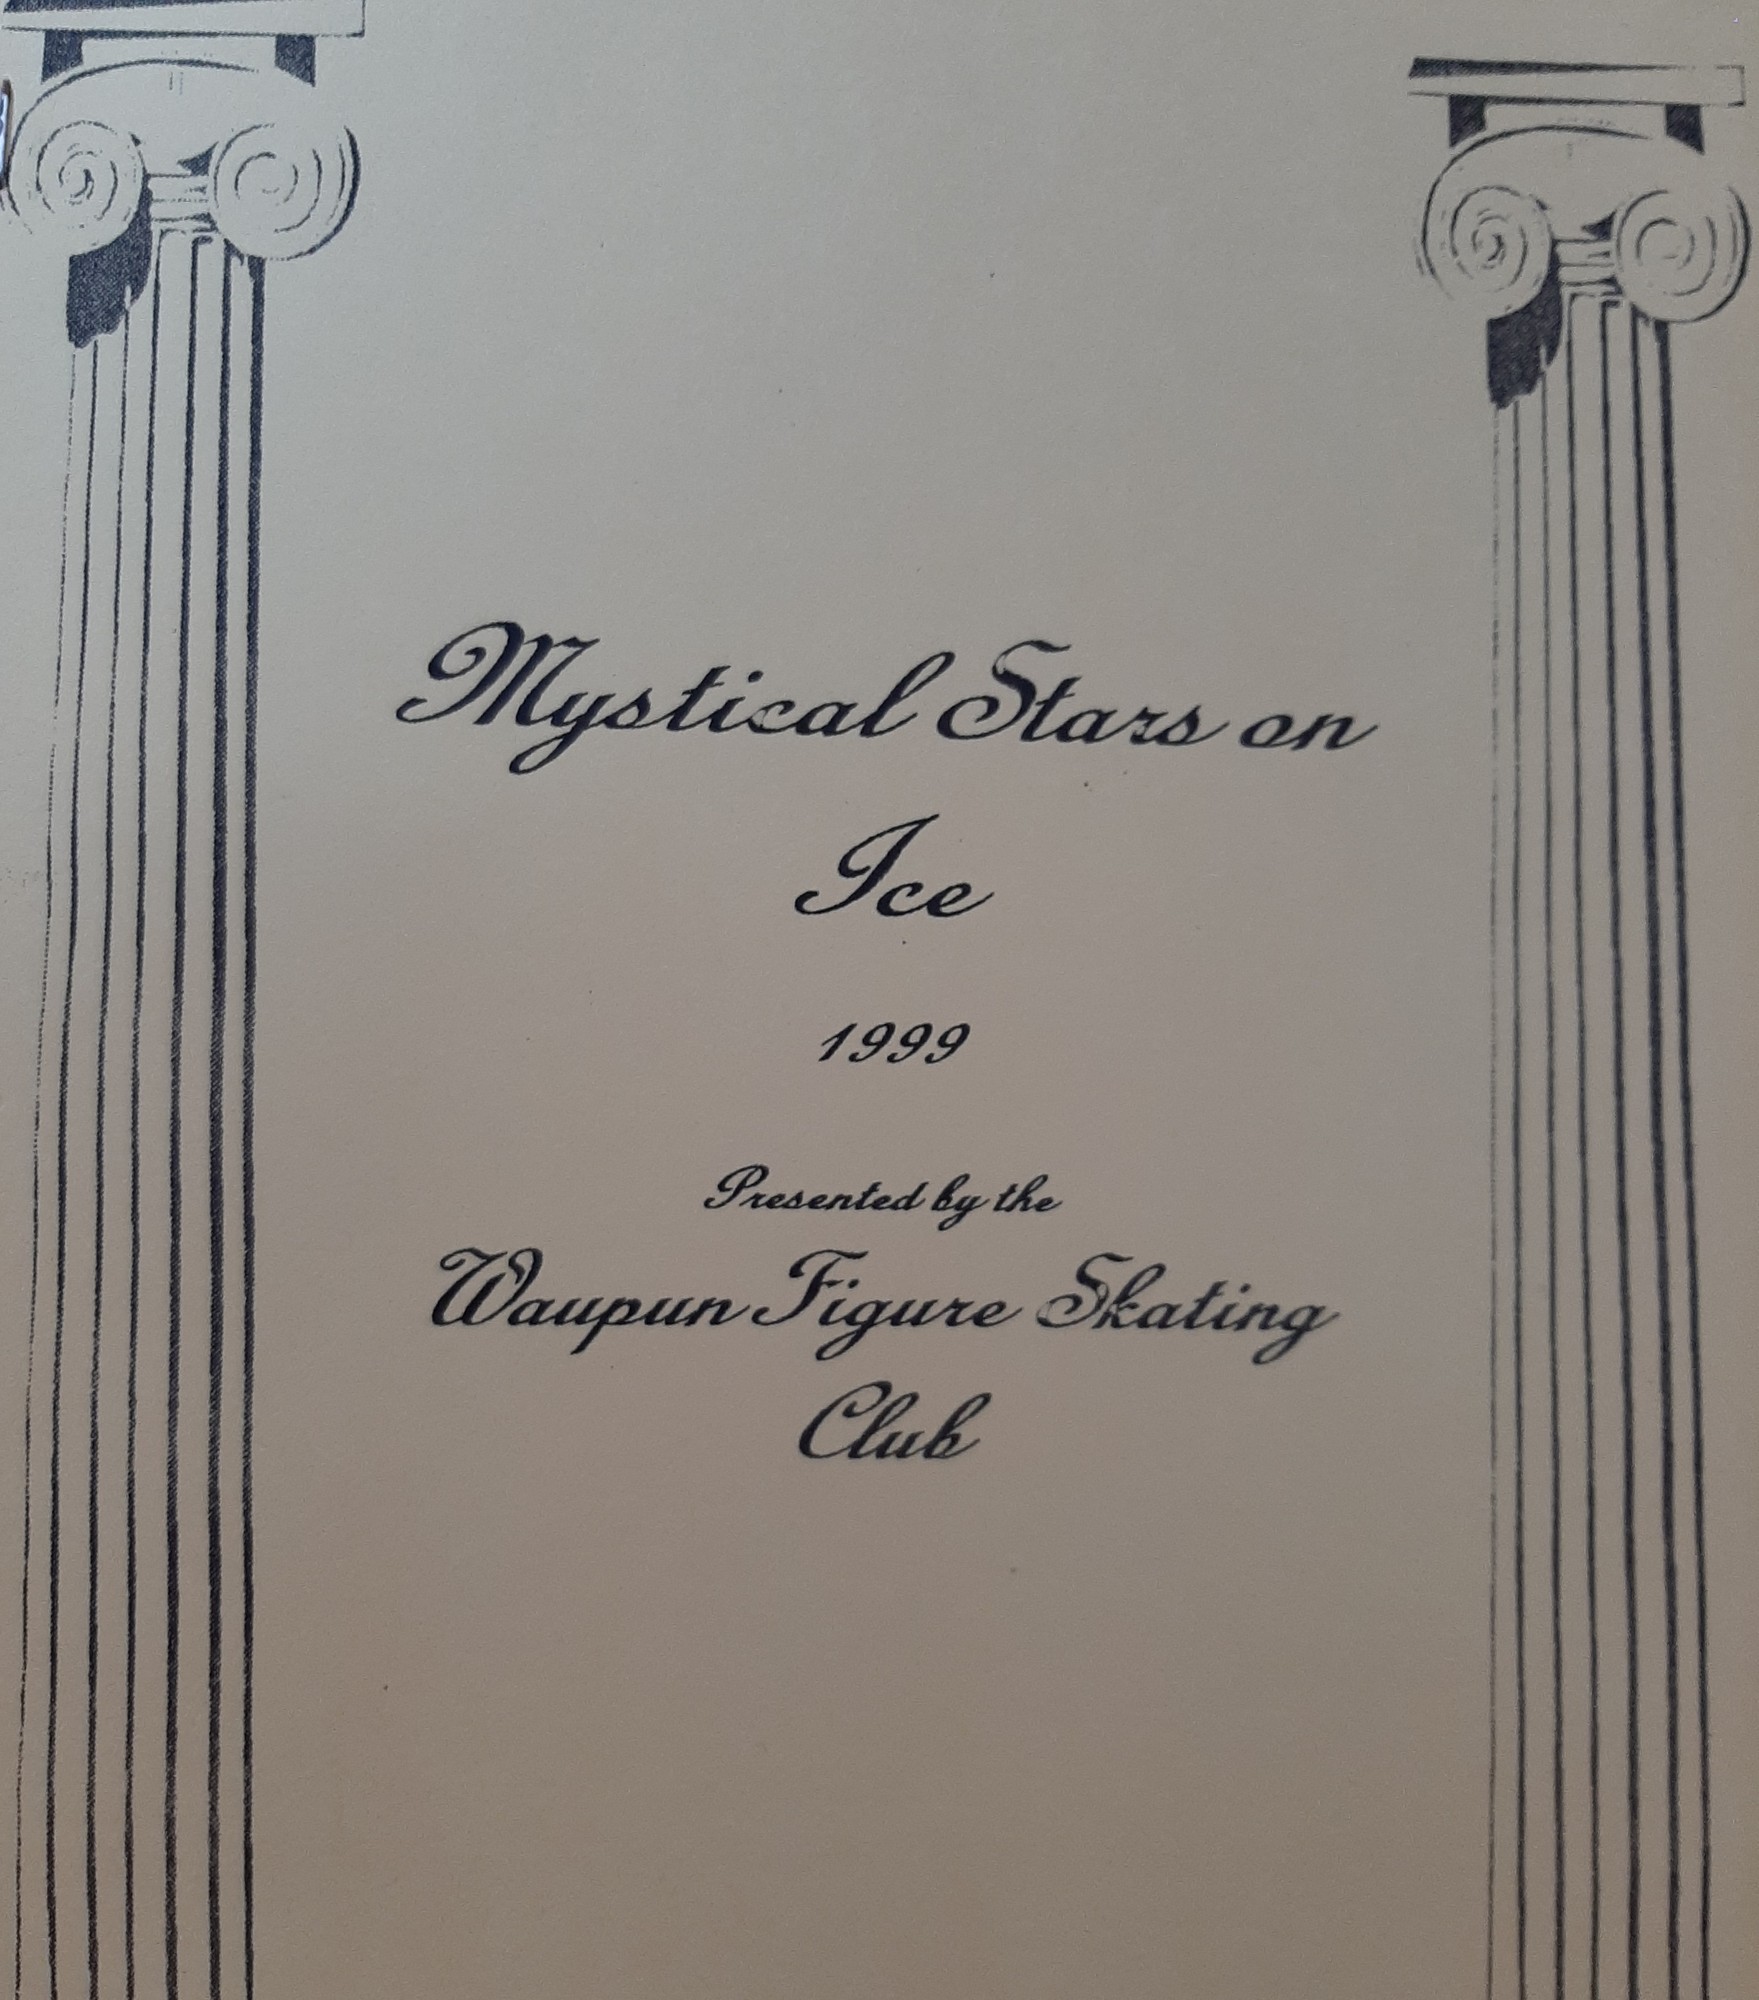 Mystical Stars on
Ice
1999
Presented by the
Waupun Figure Skating
Club